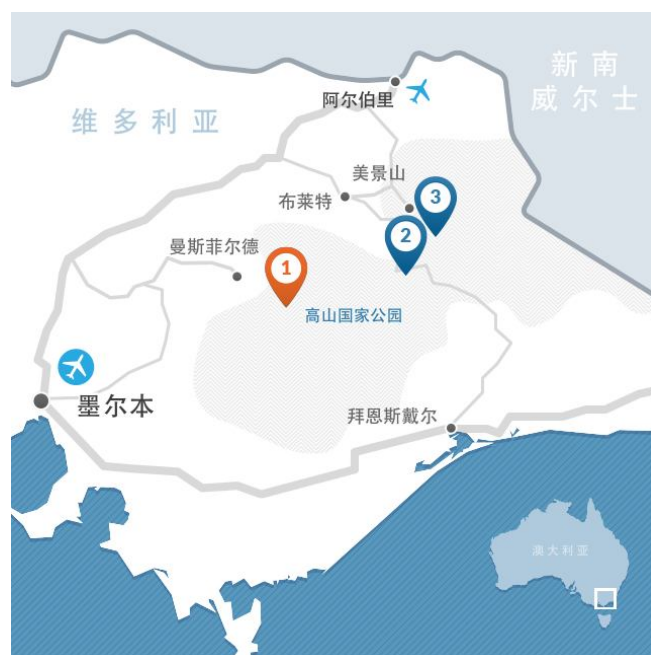 新南
威尔士
阿尔伯里
维多利亚
美景山
3
布莱特
2
曼斯菲尔德
1
高山国家公园
墨尔本
拜恩斯戴尔
澳大利亚